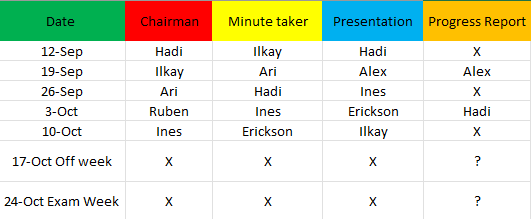 Date Chairman Minute taker Presentation Progress Report
12-Sep Hadi Ilkay Hadi X
19-Sep Ilkay Ari Alex Alex
26-Sep Ari Hadi Ines X
3-Oct Ruben Ines Erickson Hadi
10-Oct Ines Erickson Ilkay X
17-Oct Off week X X X ?
24-Oct Exam Week X X X ?